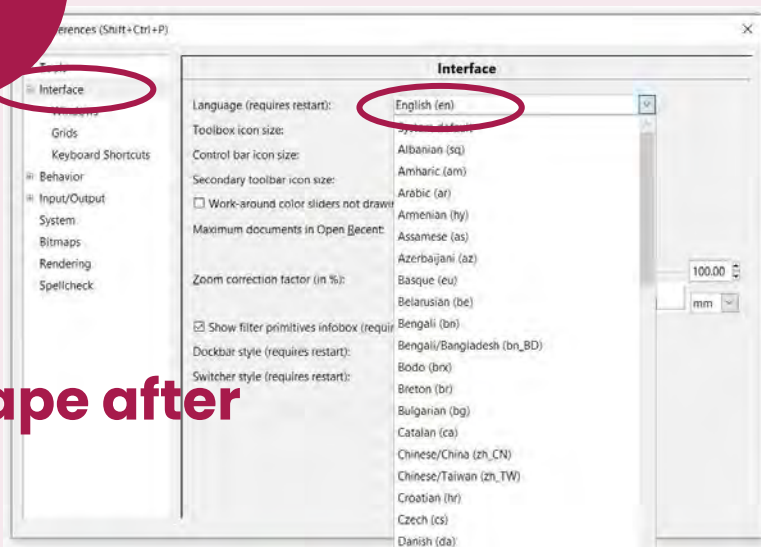 erences (Shift+Ctrl+P)
Interface
Windows
Grids
Keyboard Shortcuts
Behavior
Input/Output
System
Bitmaps
Rendering
Spellcheck
Interface
Language (requires restart):
English (en)
Toolbox icon size:
System default
Control bar icon size:
Albanian (sq)
Amharic (am)
Secondary toolbar icon size:
Arabic (ar)
Work-around color sliders not drawin
Armenian (hy)
Maximum documents in Open Recent:
Assamese (as)
Azerbaijani (az)
Zoom correction factor (in %):
Basque (eu)
100.00
Belarusian (be)
mm
Show filter primitives infobox (requir
Bengali (bn)
Dockbar style (requires restart):
Bengali/Bangladesh (bn_BD)
Switcher style (requires restart):
Bodo (brx)
Breton (br)
Bulgarian (bg)
Catalan (ca)
Chinese/China (zh_CN)
Chinese/Taiwan (zh_TW)
Croatian (hr)
Czech (cs)
Danish (da)
ape after